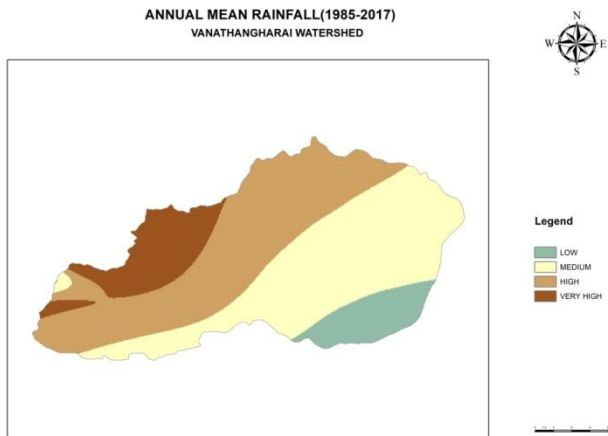 ANNUAL MEAN RAINFALL(1985-2017)
VANATHANGHARAI WATERSHED
N
W E
S
Legend
LOW
MEDIUM
HIGH
VERY HIGH